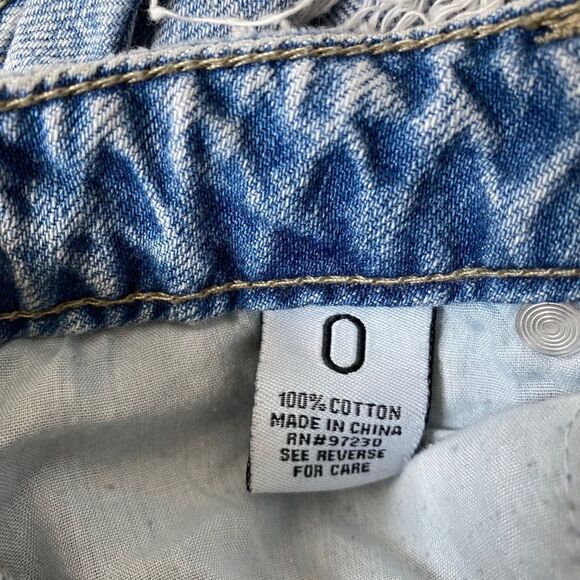 0
100% COTTON
MADE IN CHINA
RN#97230
SEE REVERSE
FOR CARE